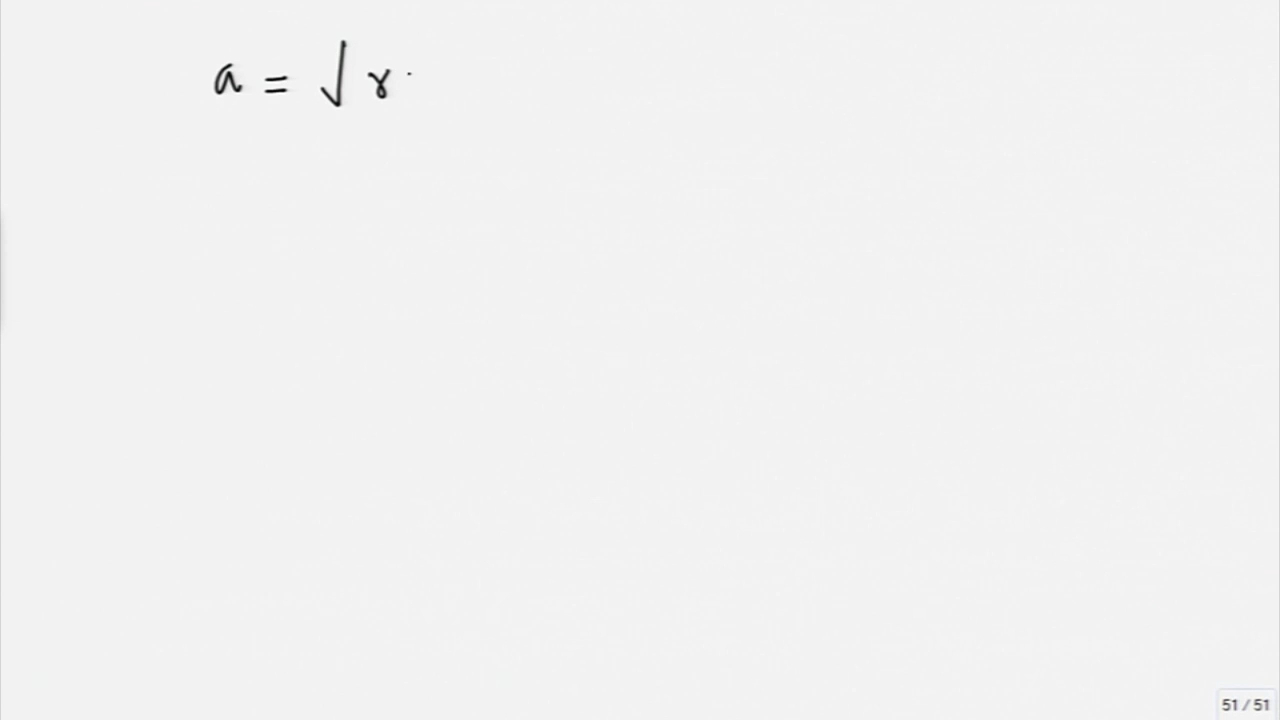 a = √ γ
51 / 51